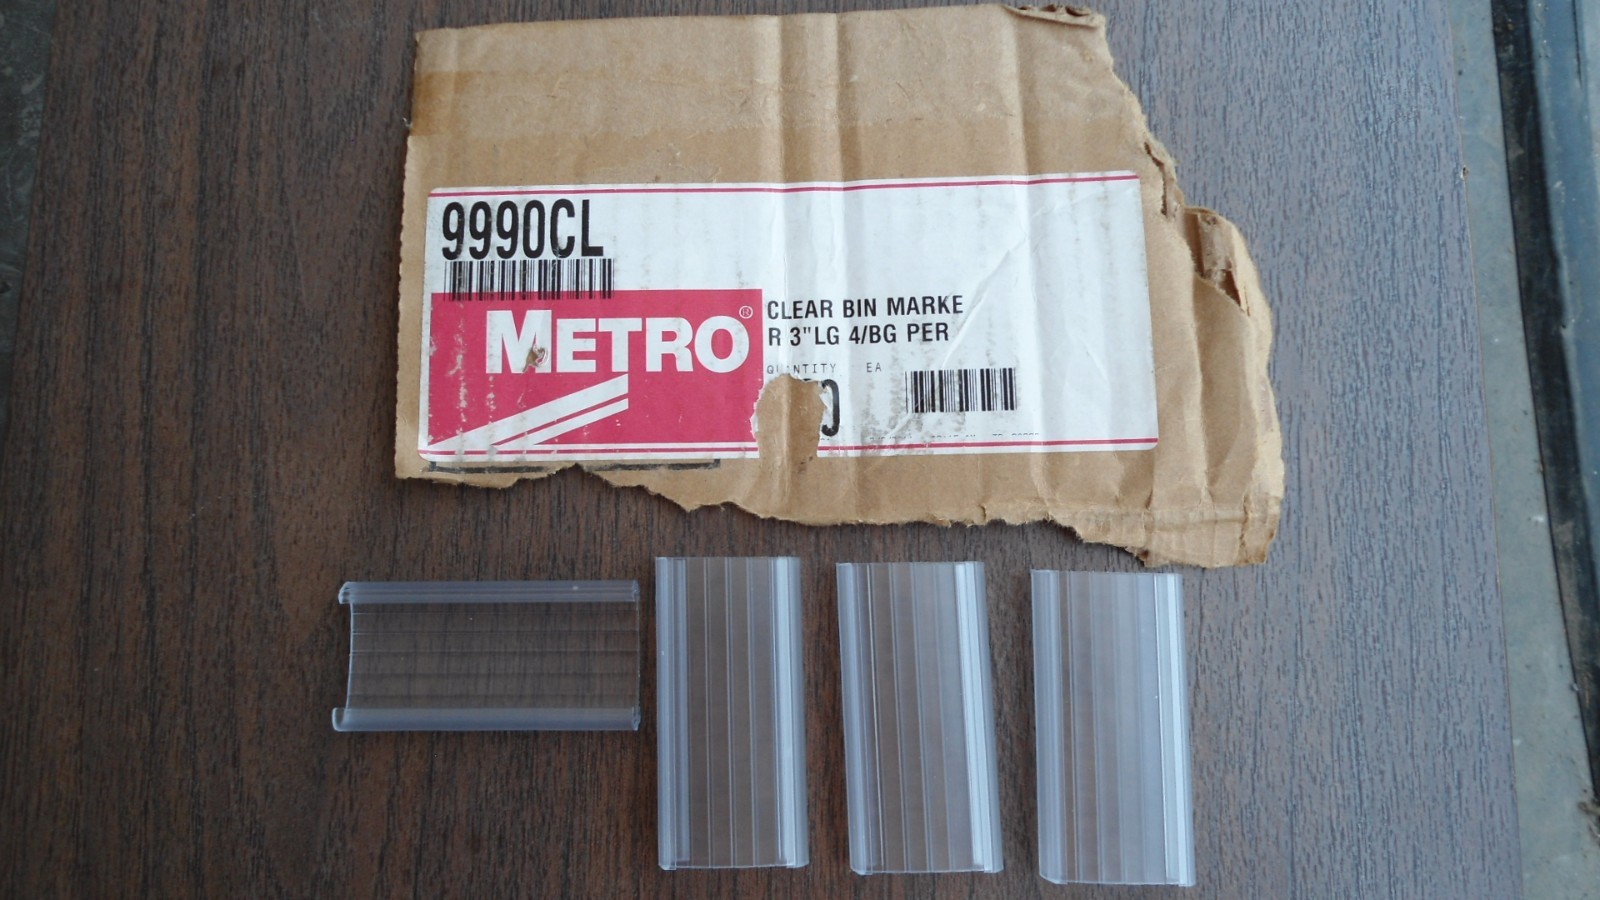 9990CL
METRO®
CLEAR BIN MARKE
R 3"LG 4/BG PER
QUANTITY EA